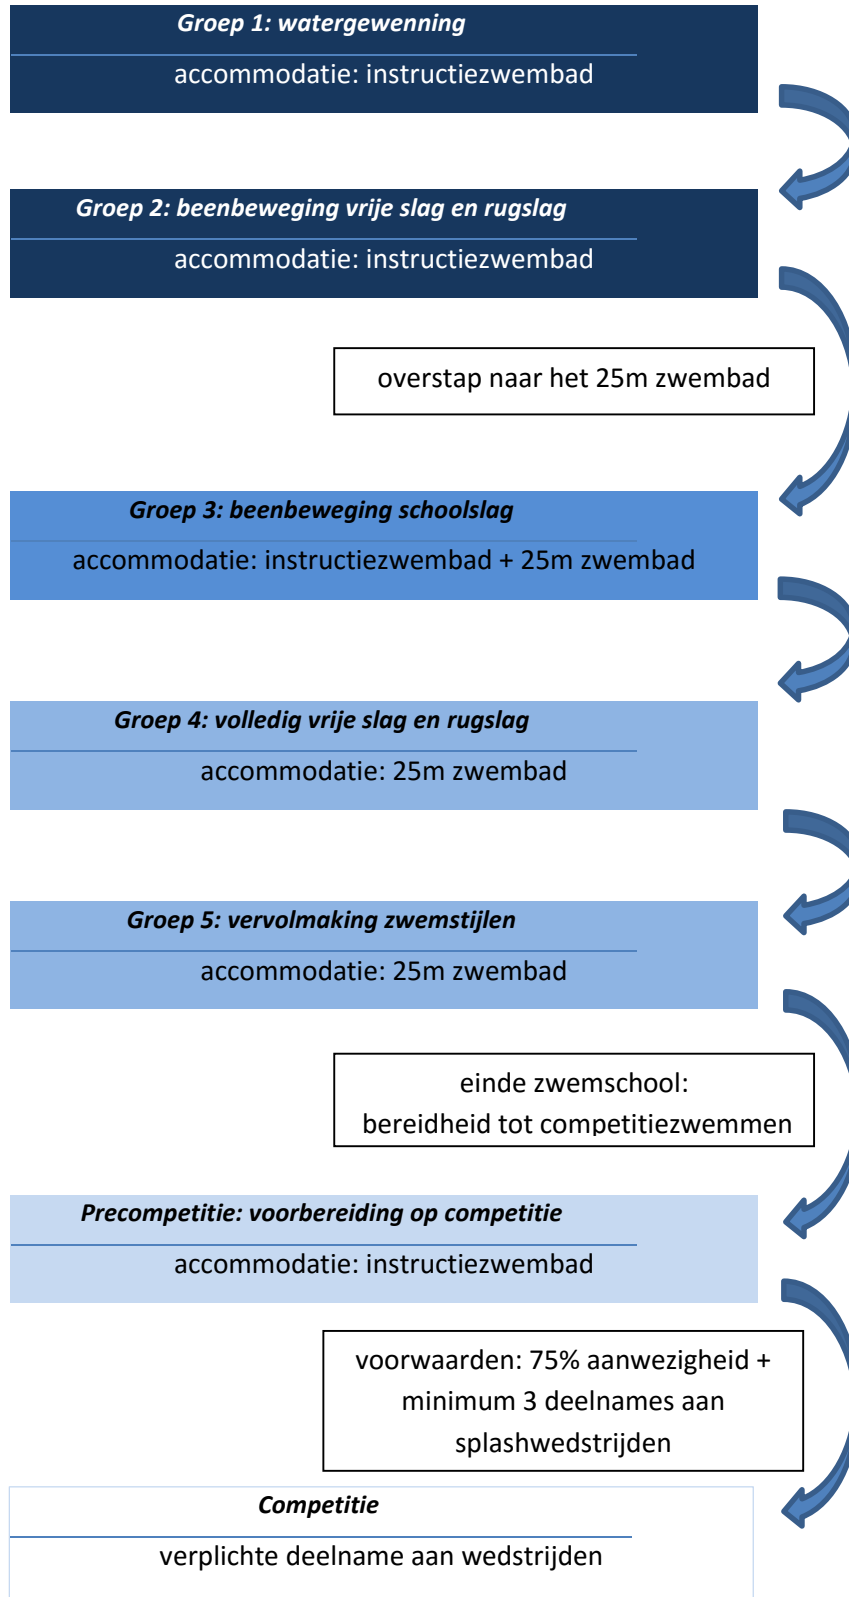 Groep 1: watergewenning
accommodatie: instructiezwembad
Groep 2: beenbeweging vrije slag en rugslag
accommodatie: instructiezwembad
overstap naar het 25m zwembad
Groep 3: beenbeweging schoolslag
accommodatie: instructiezwembad + 25m zwembad
Groep 4: volledig vrije slag en rugslag
accommodatie: 25m zwembad
Groep 5: vervolmaking zwemstijlen
accommodatie: 25m zwembad
einde zwemschool:
bereidheid tot competitiezwemmen
Precompetitie: voorbereiding op competitie
accommodatie: instructiezwembad
voorwaarden: 75% aanwezigheid +
minimum 3 deelnames aan
splashwedstrijden
Competitie
verplichte deelname aan wedstrijden